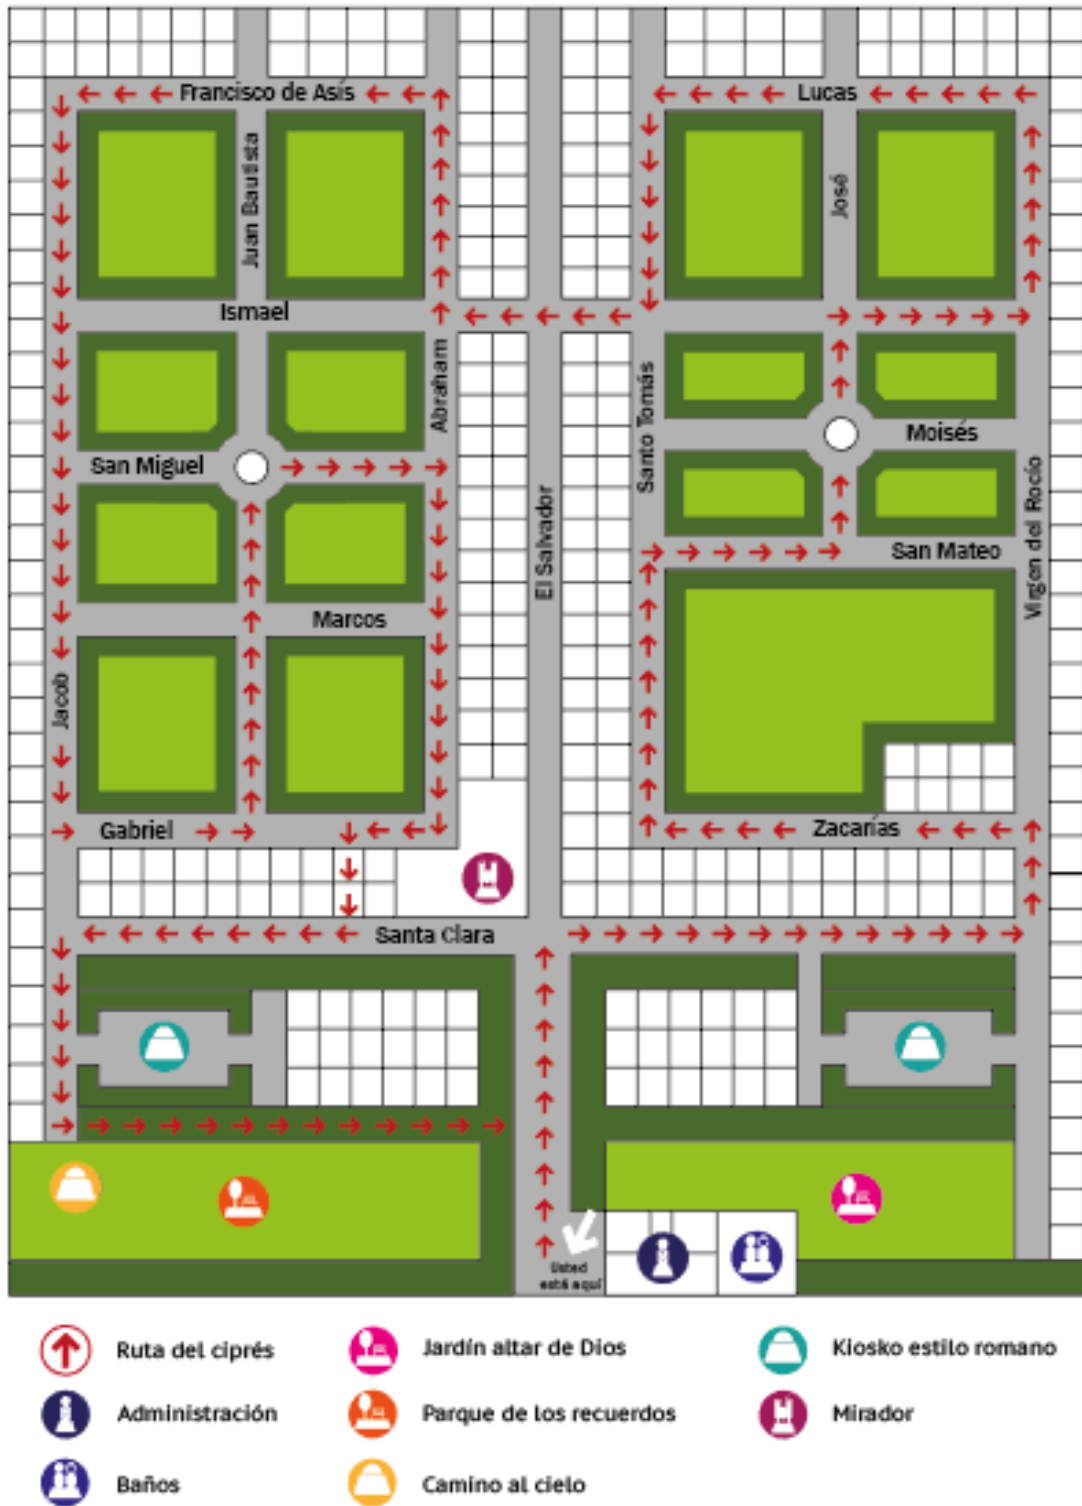 Francisco de Asís
Lucas
Juan Bautista
José
Ismael
Abraham
Santo Tomás
Moisés
San Miguel
Virgen del Rocío
El Salvador
San Mateo
Marcos
Jacob
Gabriel
Zacarías
Santa Clara
Usted
está aquí
Ruta del ciprés
Jardín altar de Dios
Kiosko estilo romano
Administración
Parque de los recuerdos
Mirador
Baños
Camino al cielo